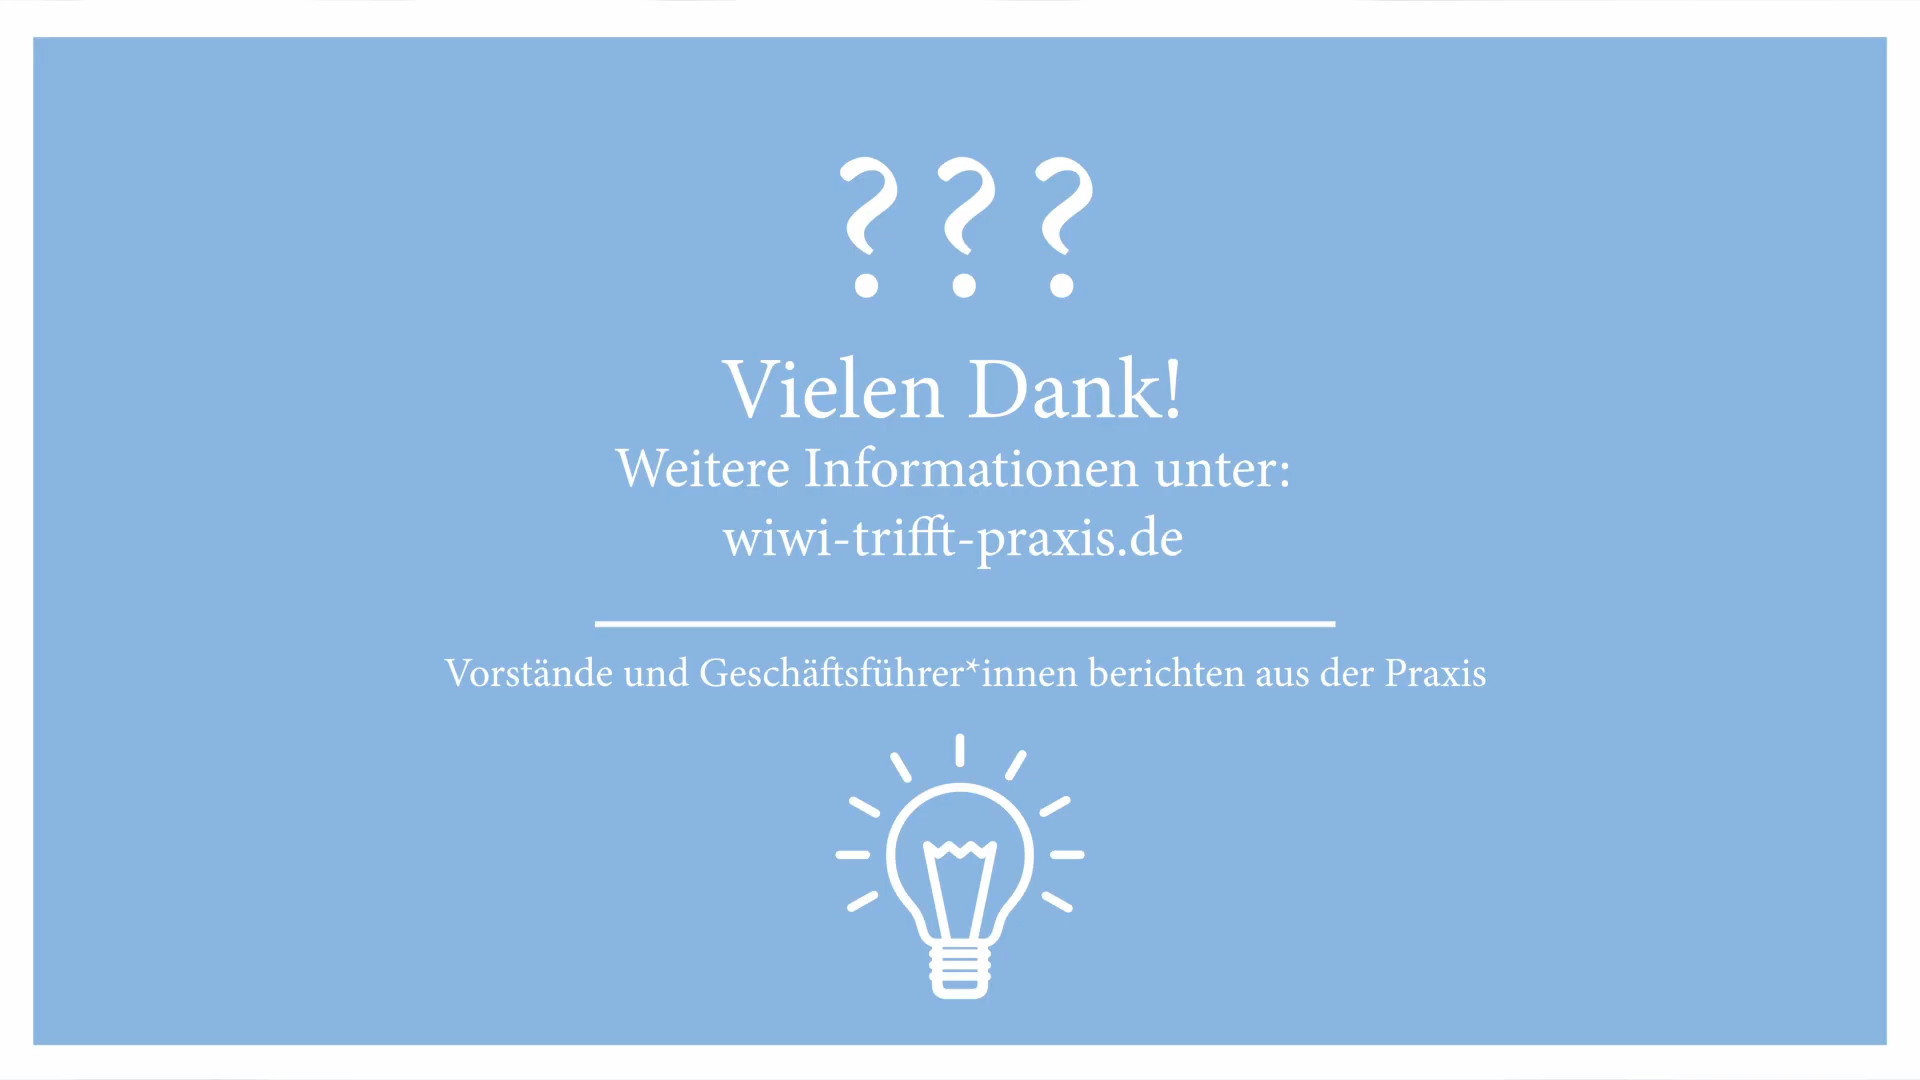 ???
Vielen Dank!
Weitere Informationen unter:
wiwi-trifft-praxis.de
Vorstände und Geschäftsführer*innen berichten aus der Praxis